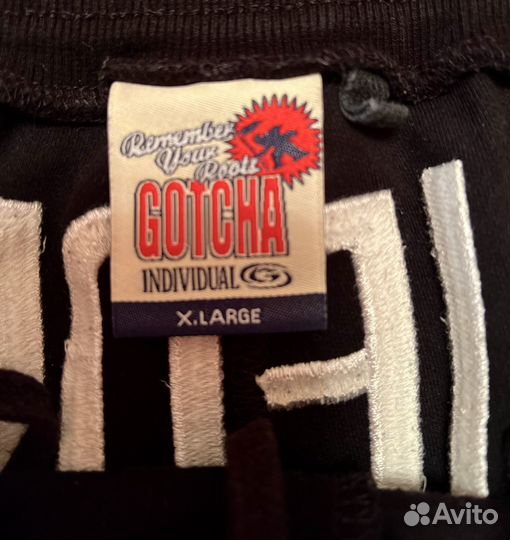 Remember
Your
Roots
GOTCHA
INDIVIDUAL
X.LARGE
Avito